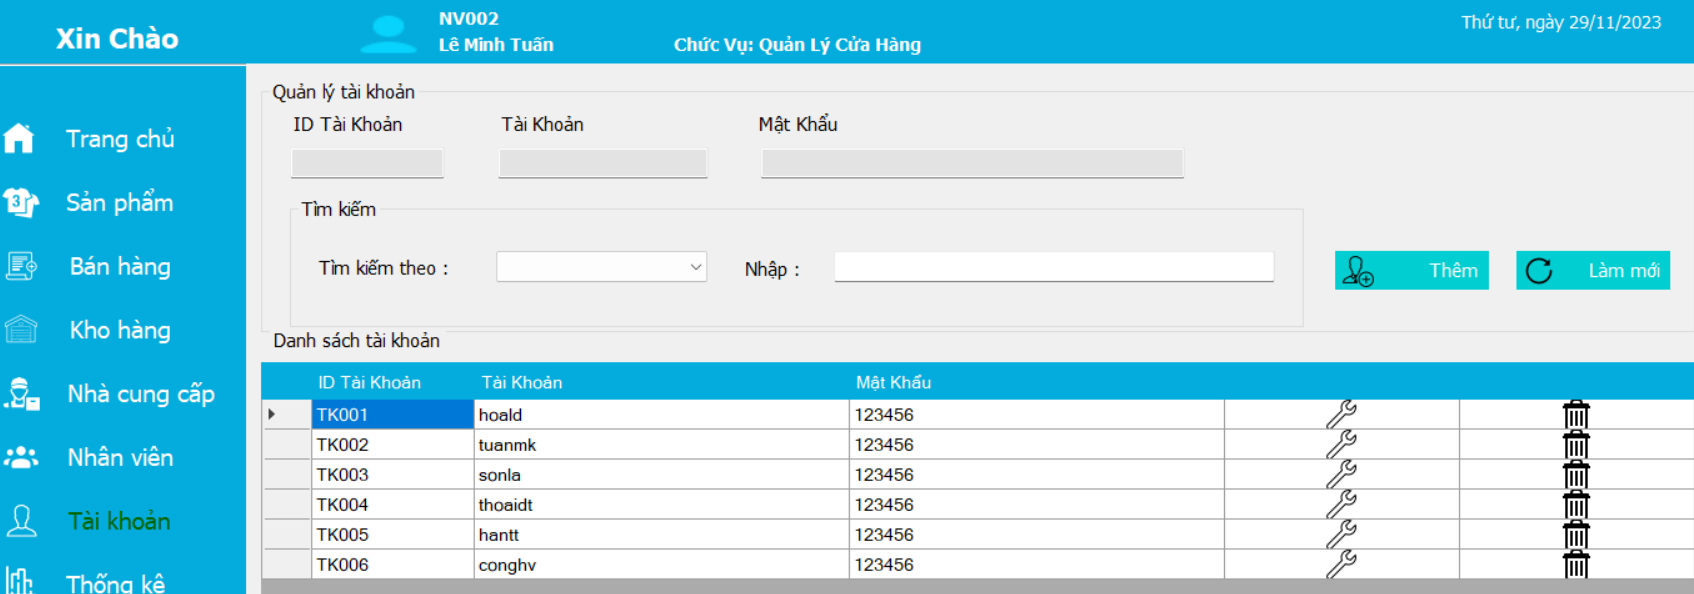 Xin Chào
NV002
Lê Minh Tuấn
Chức Vụ: Quản Lý Cửa Hàng
Thứ tư, ngày 29/11/2023
Trang chủ
3
Sản phẩm
Bán hàng
Kho hàng
Nhà cung cấp
Nhân viên
Tài khoản
Thống kê
Quản lý tài khoản
ID Tài Khoản Tài Khoản Mật Khẩu
Tìm kiếm
Tìm kiếm theo : Nhập :
Thêm Làm mới
Danh sách tài khoản
ID Tài Khoản Tài Khoản Mật Khẩu
TK001 hoald 123456
TK002 tuanmk 123456
TK003 sonla 123456
TK004 thoaidt 123456
TK005 hantt 123456
TK006 conghv 123456